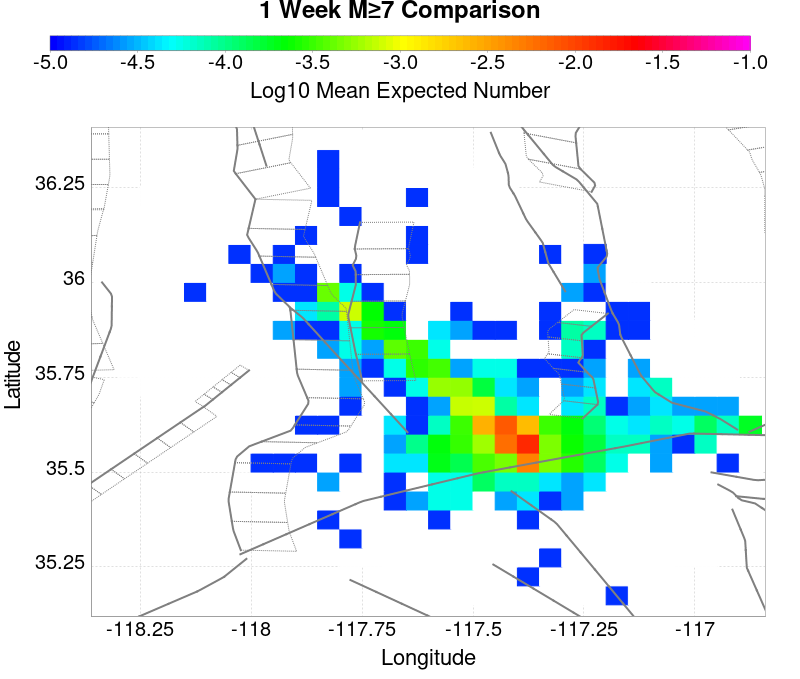 1 Week M≥7 Comparison
-5.0 -4.5 -4.0 -3.5 -3.0 -2.5 -2.0 -1.5 -1.0
Log10 Mean Expected Number
36.25
36
35.75
35.5
35.25
Latitude
-118.25 -118 -117.75 -117.5 -117.25 -117
Longitude